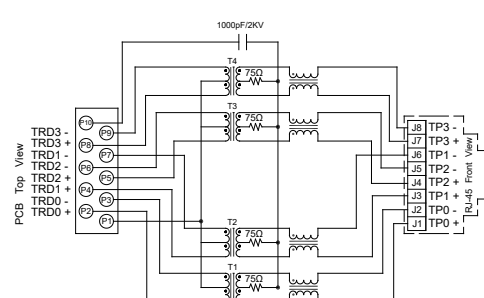 1000pF/2KV
T4
75Ω
T3
75Ω
P10
P9
P8
P7
P6
P5
P4
P3
P2
P1
TRD3 -
TRD3 +
TRD1 -
TRD2 -
TRD2 +
TRD1 +
TRD0 -
TRD0 +
PCB Top View
J8 TP3 -
J7 TP3 +
J6 TP1 -
J5 TP2 -
J4 TP2 +
J3 TP1 +
J2 TP0 -
J1 TP0 +
RJ-45 Front View
T2
75Ω
T1
75Ω